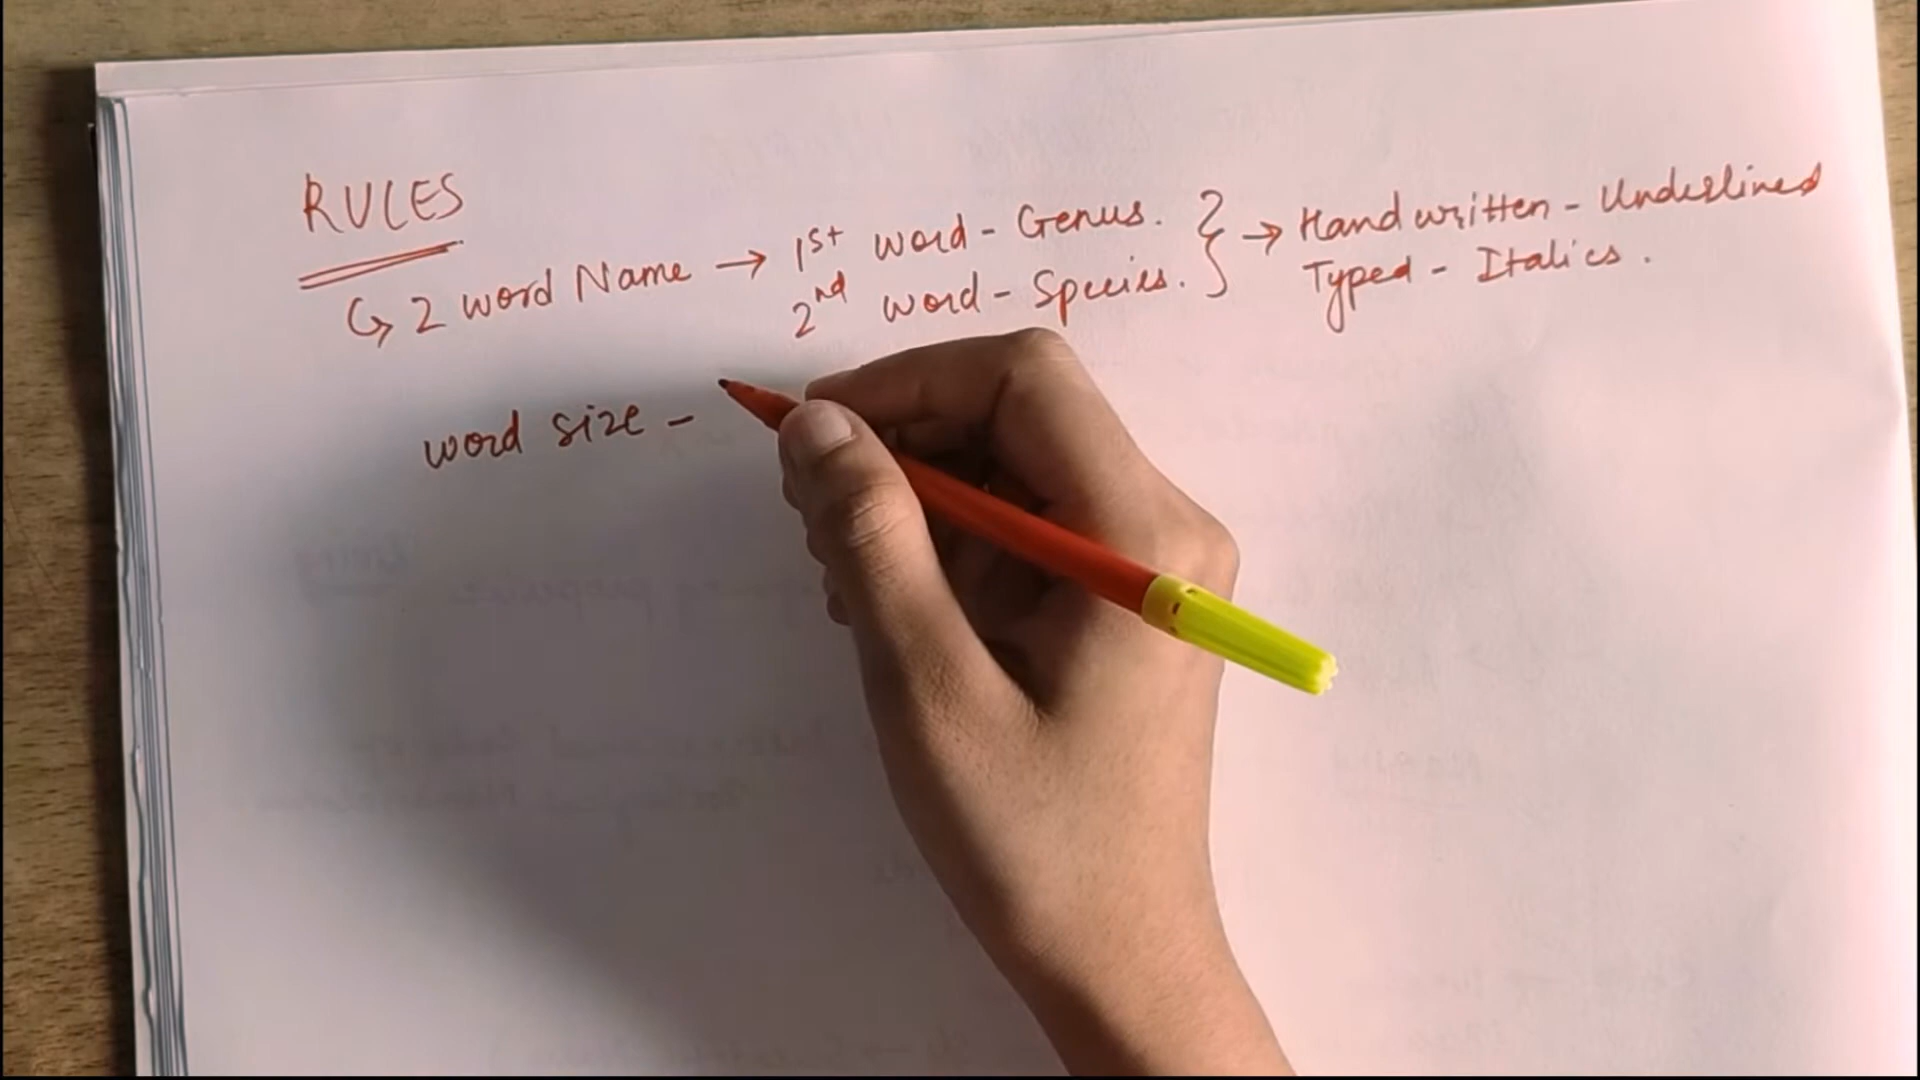 RULES
↳ 2 word Name → 1st word - Genus. } → Handwritten - Underlined
2nd word - Species. } Typed - Italics.
word size -